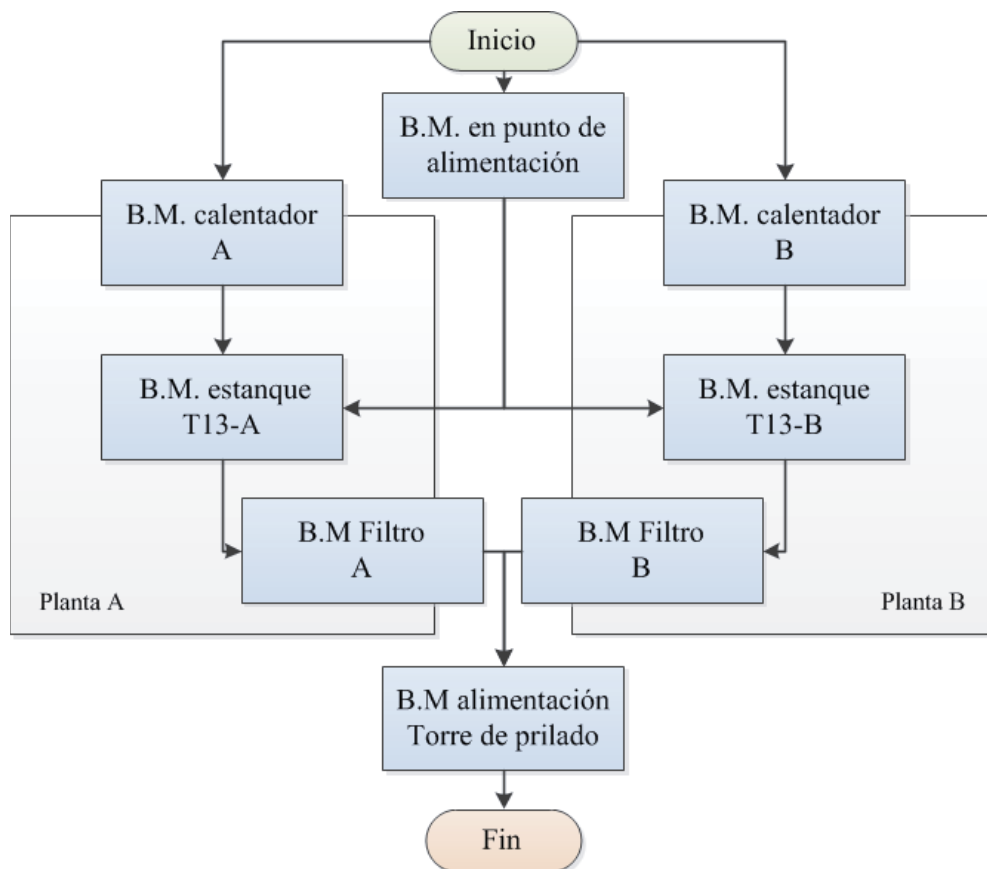 Inicio
B.M. en punto de
alimentación
B.M. calentador
A
B.M. calentador
B
B.M. estanque
T13-A
B.M. estanque
T13-B
B.M Filtro
A
B.M Filtro
B
Planta A
Planta B
B.M alimentación
Torre de prilado
Fin